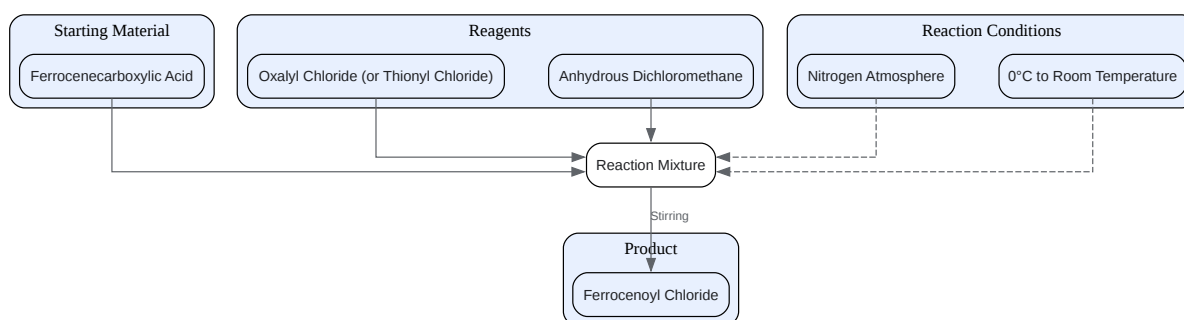 Starting Material
Reagents
Reaction Conditions
Ferrocenecarboxylic Acid
Oxalyl Chloride (or Thionyl Chloride)
Anhydrous Dichloromethane
Nitrogen Atmosphere
0°C to Room Temperature
Reaction Mixture
Stirring
Product
Ferrocenoyl Chloride